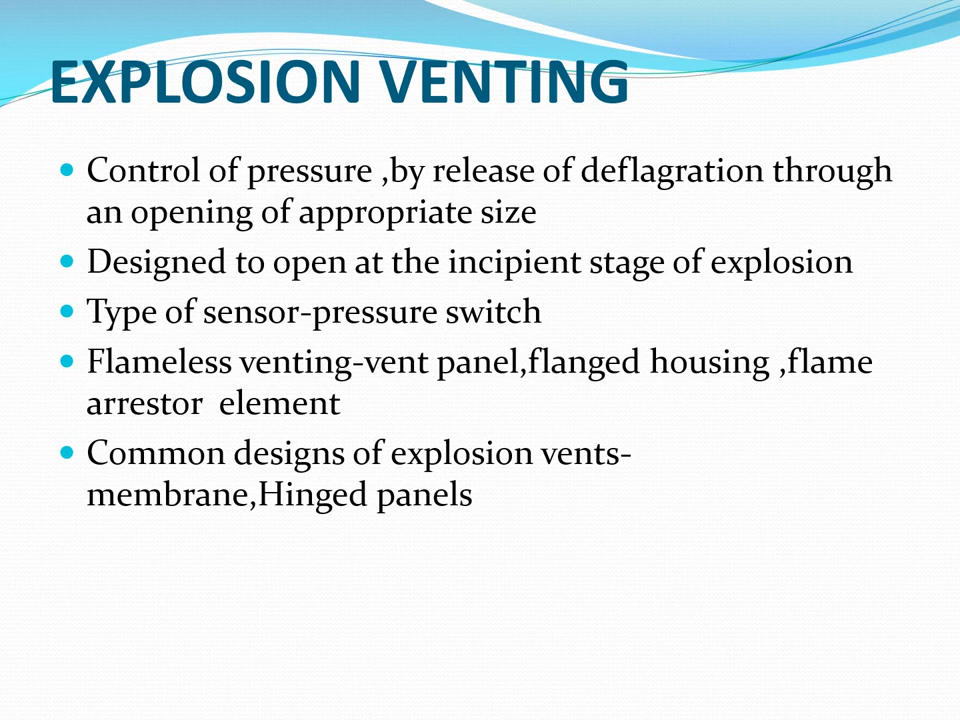 EXPLOSION VENTING
Control of pressure ,by release of deflagration through
an opening of appropriate size
Designed to open at the incipient stage of explosion
Type of sensor-pressure switch
Flameless venting-vent panel,flanged housing ,flame
arrestor  element
Common designs of explosion vents-
membrane,Hinged panels